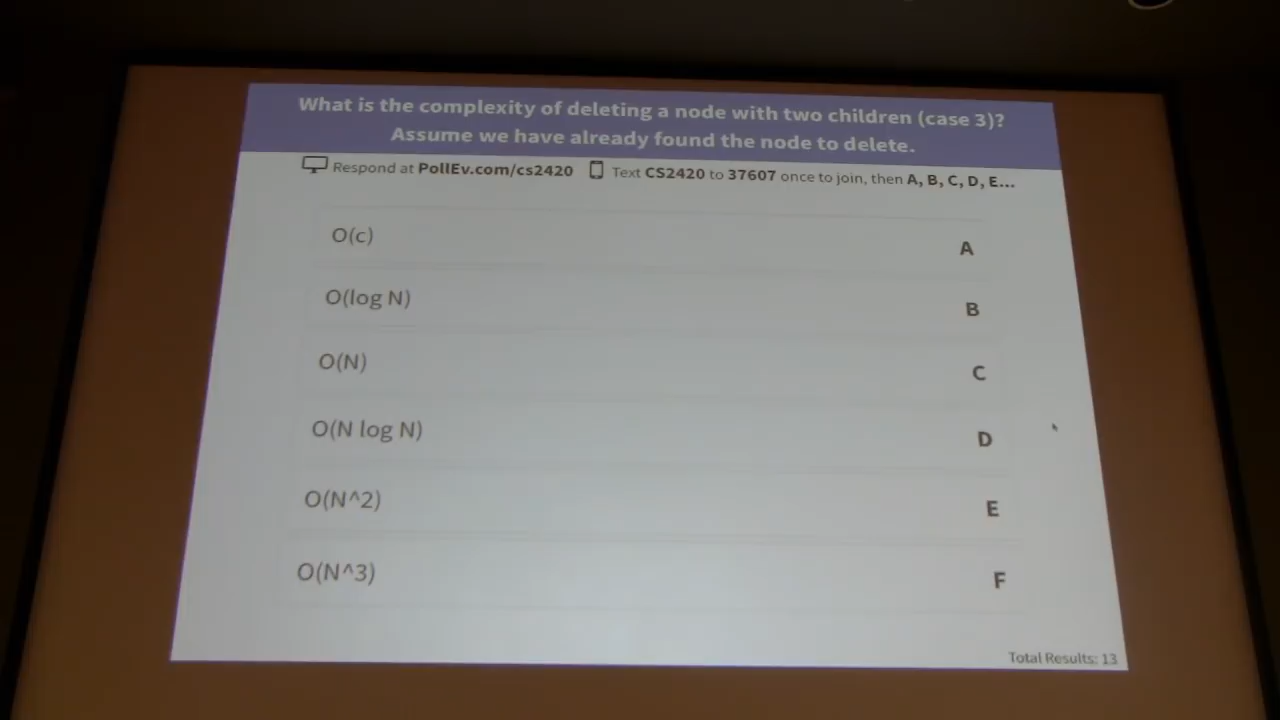 What is the complexity of deleting a node with two children (case 3)?
Assume we have already found the node to delete.
Respond at PollEv.com/cs2420 Text CS2420 to 37607 once to join, then A, B, C, D, E...
O(c) A
O(log N) B
O(N) C
O(N log N) D
O(N^2) E
O(N^3) F
Total Results: 13